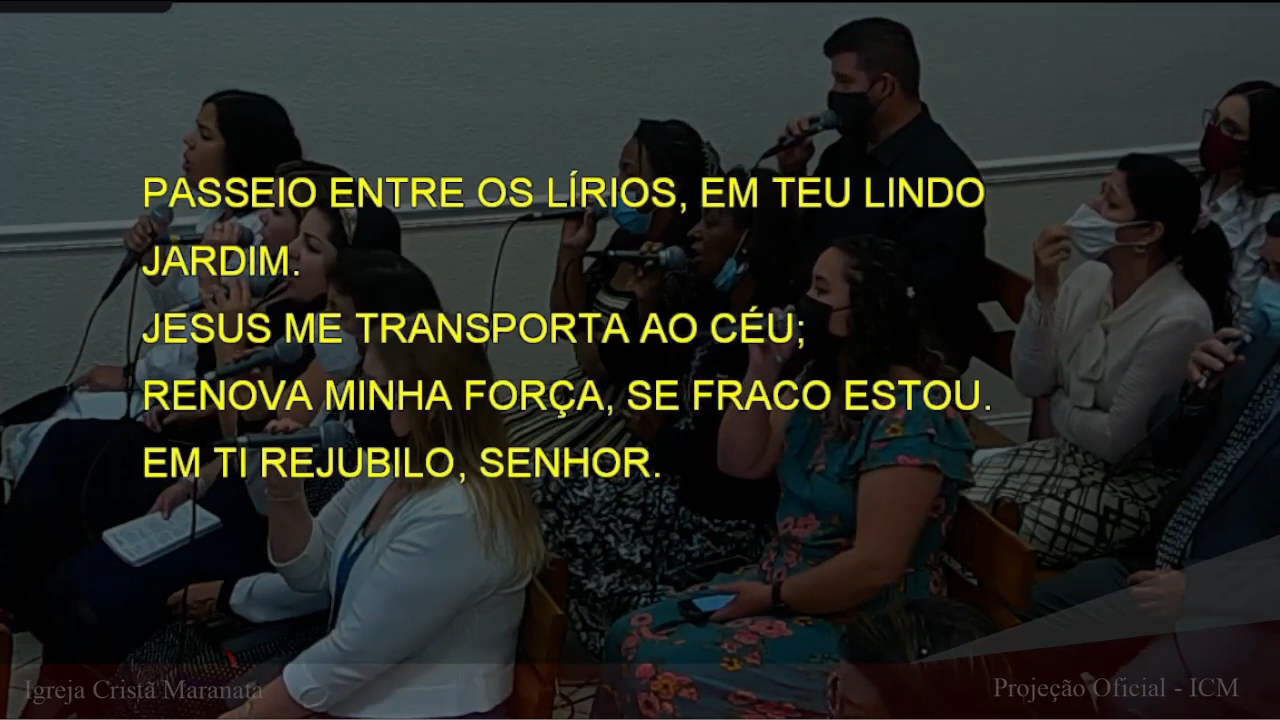 PASSEIO ENTRE OS LÍRIOS, EM TEU LINDO
JARDIM.
JESUS ME TRANSPORTA AO CÉU;
RENOVA MINHA FORÇA, SE FRACO ESTOU.
EM TI REJUBILO, SENHOR.
Igreja Cristã Maranata
Projeção Oficial - ICM